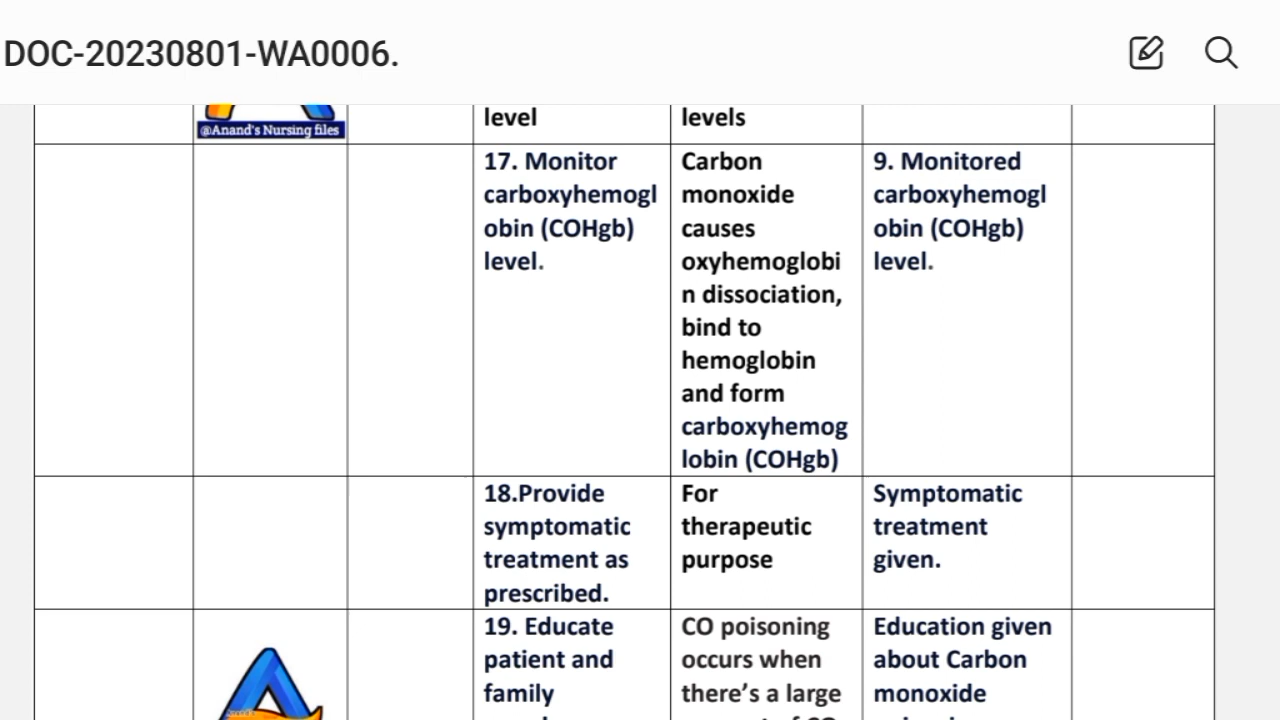 DOC-20230801-WA0006.
@Anand's Nursing files
level
levels
17. Monitor
carboxyhemogl
obin (COHgb)
level.
Carbon
monoxide
causes
oxyhemoglobi
n dissociation,
bind to
hemoglobin
and form
carboxyhemog
lobin (COHgb)
9. Monitored
carboxyhemogl
obin (COHgb)
level.
18.Provide
symptomatic
treatment as
prescribed.
For
therapeutic
purpose
Symptomatic
treatment
given.
19. Educate
patient and
family
CO poisoning
occurs when
there’s a large
Education given
about Carbon
monoxide